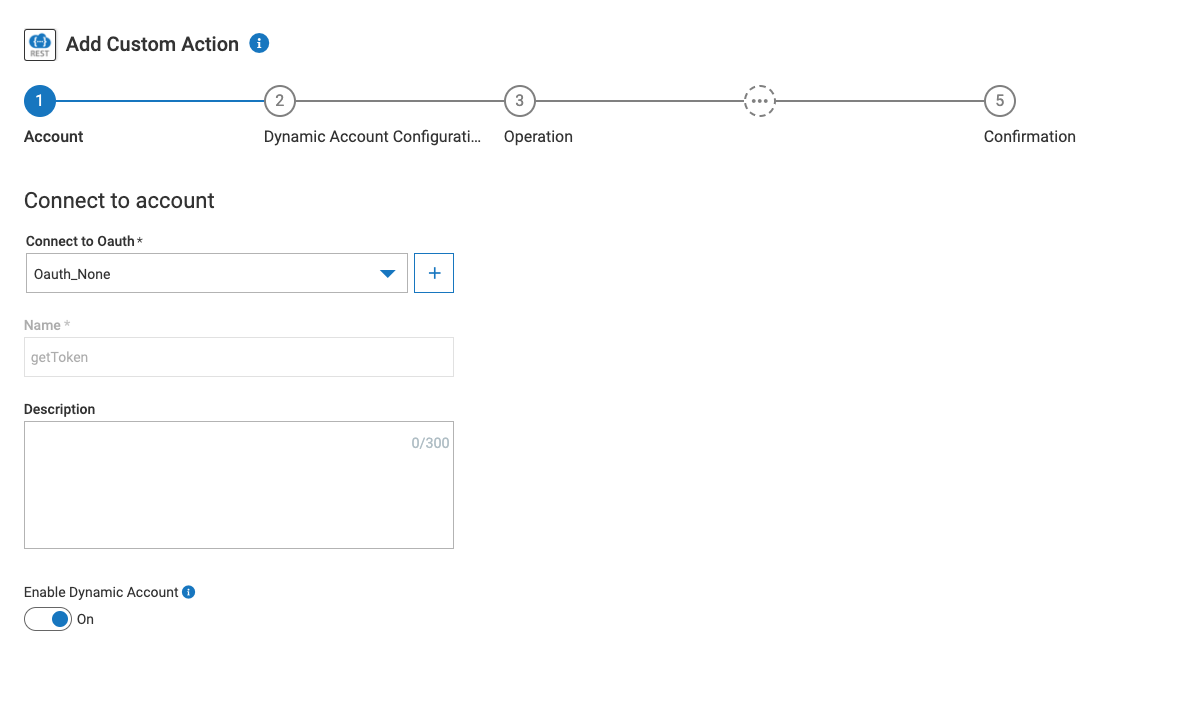 REST
Add Custom Action i
1 2 3 ••• 5
Account Dynamic Account Configurati... Operation Confirmation
Connect to account
Connect to Oauth *
Oauth_None +
Name *
getToken
Description
0/300
Enable Dynamic Account i
On